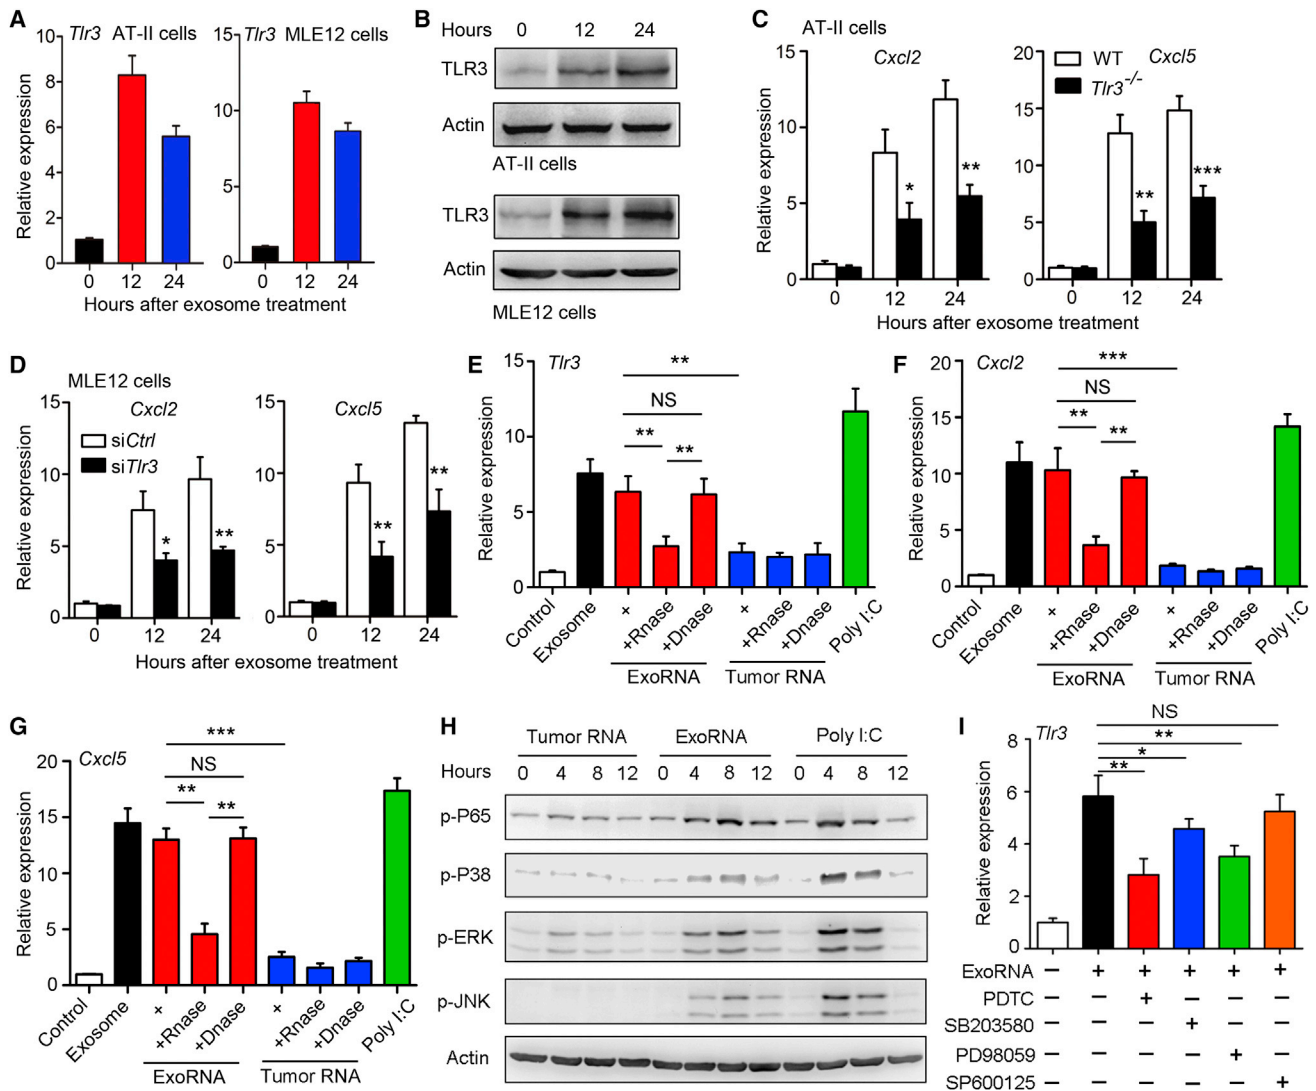 A
Tlr3 AT-II cells
Tlr3 MLE12 cells
Relative expression
10
8
6
4
2
0
15
10
5
0
0 12 24
0 12 24
Hours after exosome treatment
B
Hours 0 12 24
TLR3
Actin
AT-II cells
TLR3
Actin
MLE12 cells
C
AT-II cells
Cxcl2
Cxcl5
WT
Tlr3-/-
Relative expression
15
10
5
0
20
15
10
5
0
* **
** ***
0 12 24
0 12 24
Hours after exosome treatment
D
MLE12 cells
Cxcl2
Cxcl5
siCtrl
siTlr3
Relative expression
15
10
5
0
15
10
5
0
* **
** **
0 12 24
0 12 24
Hours after exosome treatment
E
Tlr3
Relative expression
15
10
5
0
**
NS
** **
Control
Exosome
+
+Rnase
+Dnase
+
+Rnase
+Dnase
Poly I:C
ExoRNA
Tumor RNA
F
Cxcl2
Relative expression
20
15
10
5
0
***
NS
** **
Control
Exosome
+
+Rnase
+Dnase
+
+Rnase
+Dnase
Poly I:C
ExoRNA
Tumor RNA
G
Cxcl5
Relative expression
20
15
10
5
0
***
NS
** **
Control
Exosome
+
+Rnase
+Dnase
+
+Rnase
+Dnase
Poly I:C
ExoRNA
Tumor RNA
H
Tumor RNA ExoRNA Poly I:C
Hours 0 4 8 12 0 4 8 12 0 4 8 12
p-P65
p-P38
p-ERK
p-JNK
Actin
I
Tlr3
Relative expression
8
6
4
2
0
NS
**
*
**
ExoRNA − + + + + +
PDTC − − + − − −
SB203580 − − − + − −
PD98059 − − − − + −
SP600125 − − − − − +